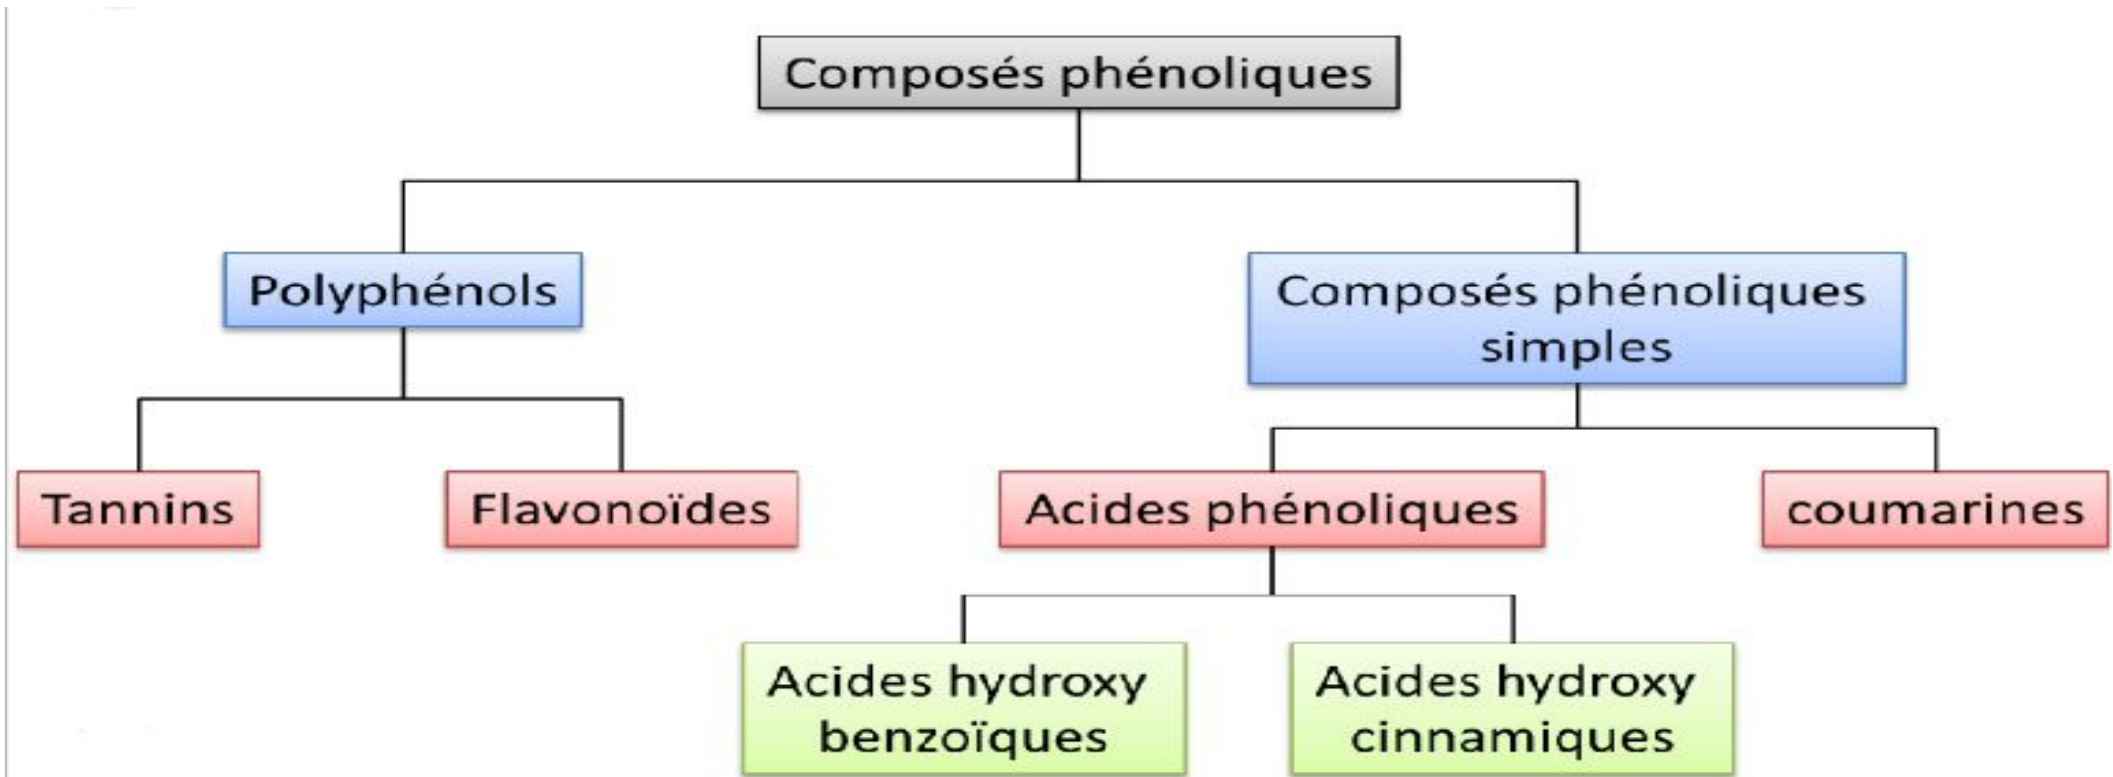 Composés phénoliques
Polyphénols
Composés phénoliques
simples
Tannins
Flavonoïdes
Acides phénoliques
coumarines
Acides hydroxy
benzoïques
Acides hydroxy
cinnamiques